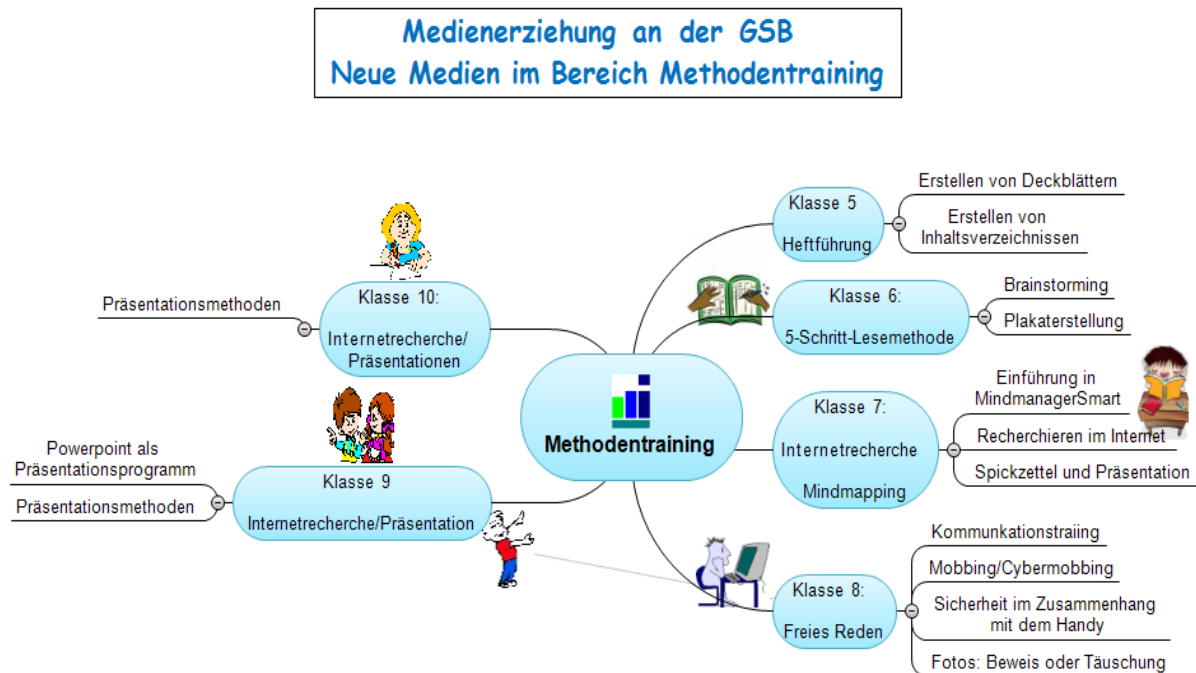 Medienerziehung an der GSB
Neue Medien im Bereich Methodentraining
Klasse 5
Heftführung
Erstellen von Deckblättern
Erstellen von
Inhaltsverzeichnissen
Klasse 6:
5-Schritt-Lesemethode
Brainstorming
Plakaterstellung
Klasse 7:
Internetrecherche
Mindmapping
Einführung in
MindmanagerSmart
Recherchieren im Internet
Spickzettel und Präsentation
Klasse 8:
Freies Reden
Kommunkationstraiing
Mobbing/Cybermobbing
Sicherheit im Zusammenhang
mit dem Handy
Fotos: Beweis oder Täuschung
Klasse 9
Internetrecherche/Präsentation
Powerpoint als
Präsentationsprogramm
Präsentationsmethoden
Klasse 10:
Internetrecherche/
Präsentationen
Präsentationsmethoden
Methodentraining